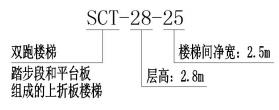 SCT-28-25
双跑楼梯
踏步段和平台板
组成的上折板楼梯
楼梯间净宽：2.5m
层高：2.8m